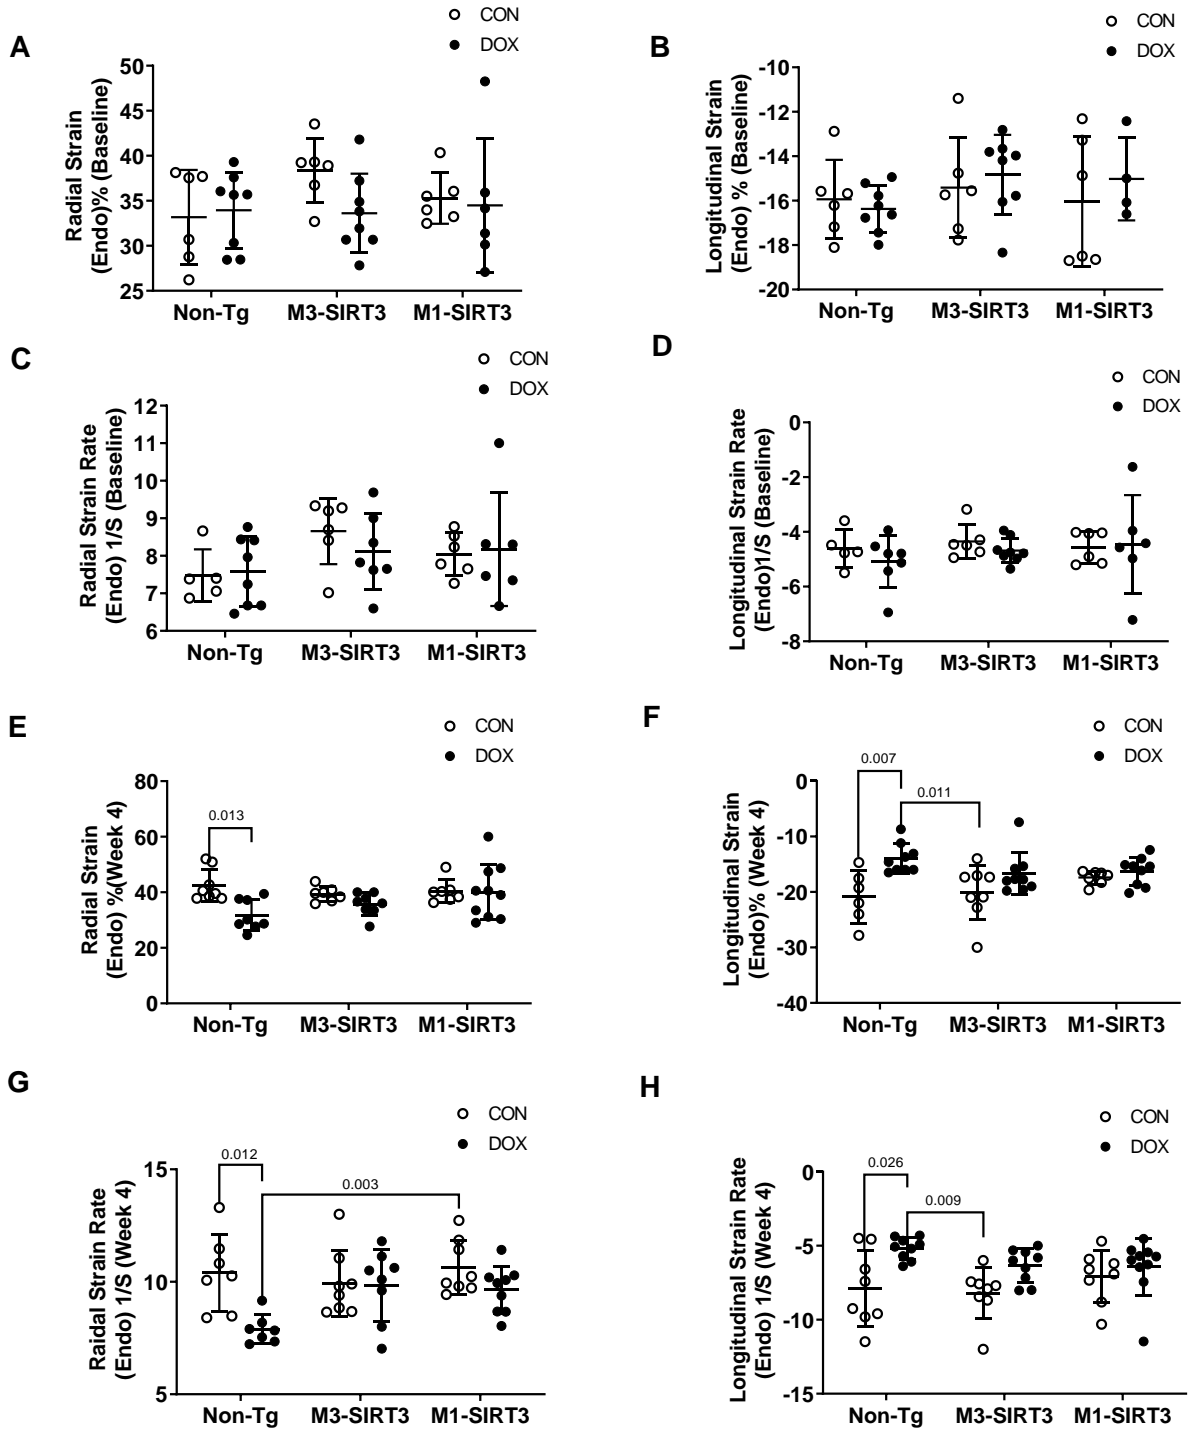 A
CON
DOX
Radial Strain
(Endo)% (Baseline)
50
45
40
35
30
25
Non-Tg
M3-SIRT3
M1-SIRT3
B
CON
DOX
Longitudinal Strain
(Endo) % (Baseline)
-10
-12
-14
-16
-18
-20
Non-Tg
M3-SIRT3
M1-SIRT3
C
CON
DOX
Radial Strain Rate
(Endo) 1/S (Baseline)
12
11
10
9
8
7
6
Non-Tg
M3-SIRT3
M1-SIRT3
D
CON
DOX
Longitudinal Strain Rate
(Endo)1/S (Baseline)
0
-2
-4
-6
-8
Non-Tg
M3-SIRT3
M1-SIRT3
E
CON
DOX
Radial Strain
(Endo) %(Week 4)
80
60
40
20
0
0.013
Non-Tg
M3-SIRT3
M1-SIRT3
F
CON
DOX
Longitudinal Strain
(Endo)% (Week 4)
0
-10
-20
-30
-40
0.007
0.011
Non-Tg
M3-SIRT3
M1-SIRT3
G
CON
DOX
Raidal Strain Rate
(Endo) 1/S (Week 4)
15
10
5
0.012
0.003
Non-Tg
M3-SIRT3
M1-SIRT3
H
CON
DOX
Longitudinal Strain Rate
(Endo) 1/S (Week 4)
0
-5
-10
-15
0.026
0.009
Non-Tg
M3-SIRT3
M1-SIRT3